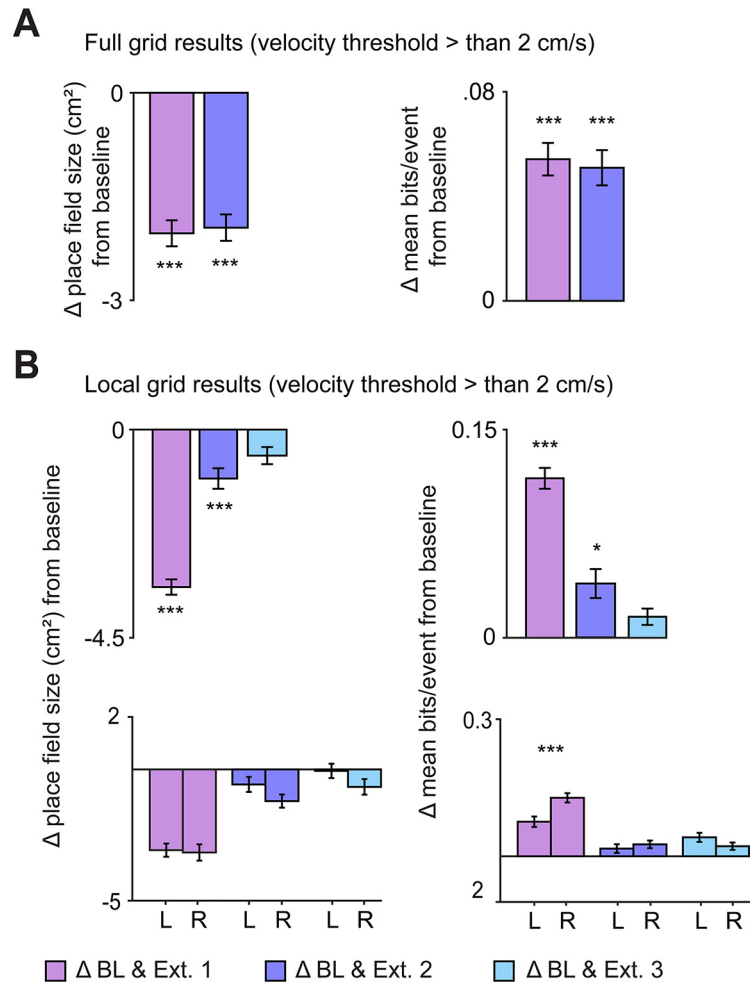 A
Full grid results (velocity threshold > than 2 cm/s)
Δ place field size (cm²)
from baseline
0
-3
***
***
Δ mean bits/event
from baseline
.08
0
***
***
B
Local grid results (velocity threshold > than 2 cm/s)
Δ place field size (cm²) from baseline
0
-4.5
***
***
2
-5
L R L R L R
Δ mean bits/event from baseline
0.15
0
***
*
0.3
2
***
L R L R L R
Δ BL & Ext. 1
Δ BL & Ext. 2
Δ BL & Ext. 3